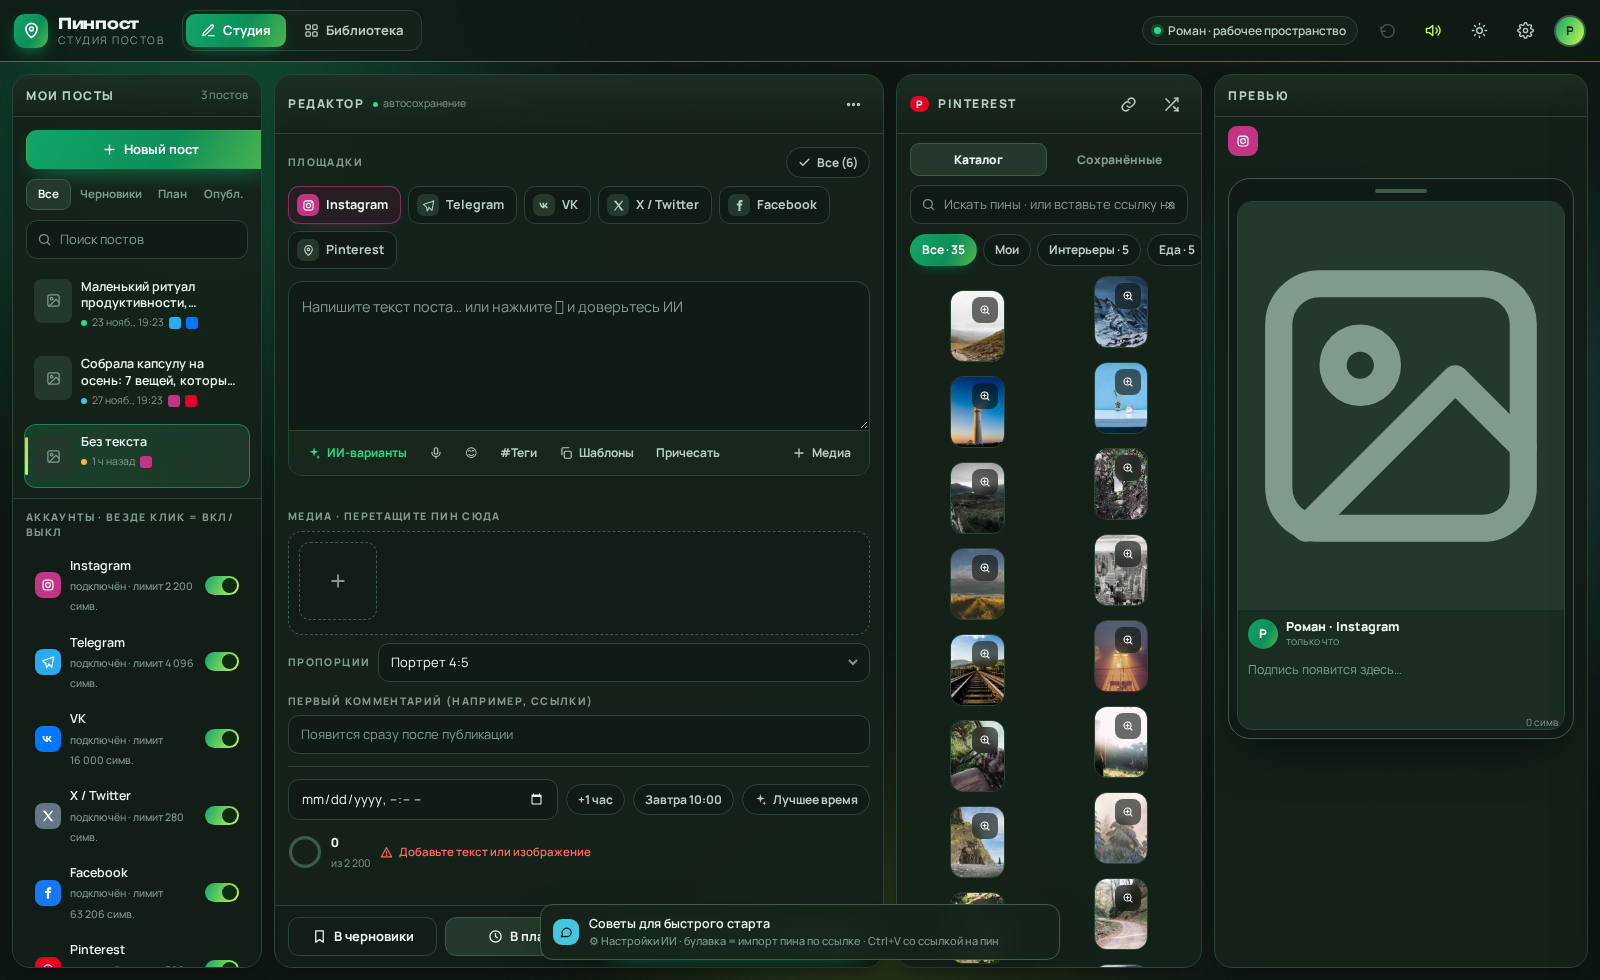 Пинпост
СТУДИЯ ПОСТОВ
Студия
Библиотека
Роман · рабочее пространство
Р
МОИ ПОСТЫ
3 постов
Новый пост
Все
Черновики
План
Опубл.
Поиск постов
Маленький ритуал
продуктивности,…
23 нояб., 19:23
Собрала капсулу на
осень: 7 вещей, которы…
27 нояб., 19:23
Без текста
1 ч назад
АККАУНТЫ · ВЕЗДЕ КЛИК = ВКЛ/
ВЫКЛ
Instagram
подключён · лимит 2 200
симв.
Telegram
подключён · лимит 4 096
симв.
VK
подключён · лимит
16 000 симв.
X / Twitter
подключён · лимит 280
симв.
Facebook
подключён · лимит
63 206 симв.
Pinterest
РЕДАКТОР
автосохранение
ПЛОЩАДКИ
Все (6)
Instagram
Telegram
VK
X / Twitter
Facebook
Pinterest
Напишите текст поста… или нажмите и доверьтесь ИИ
ИИ-варианты
#Теги
Шаблоны
Причесать
Медиа
МЕДИА · ПЕРЕТАЩИТЕ ПИН СЮДА
ПРОПОРЦИИ
Портрет 4:5
ПЕРВЫЙ КОММЕНТАРИЙ (НАПРИМЕР, ССЫЛКИ)
Появится сразу после публикации
mm/dd/yyyy, --:-- --
+1 час
Завтра 10:00
Лучшее время
0
из 2 200
Добавьте текст или изображение
В черновики
В пла
PINTEREST
Каталог
Сохранённые
Искать пины · или вставьте ссылку на
Все · 35
Мои
Интерьеры · 5
Еда · 5
ПРЕВЬЮ
Р
Роман · Instagram
только что
Подпись появится здесь…
0 симв.
Советы для быстрого старта
⚙ Настройки ИИ · булавка = импорт пина по ссылке · Ctrl+V со ссылкой на пин